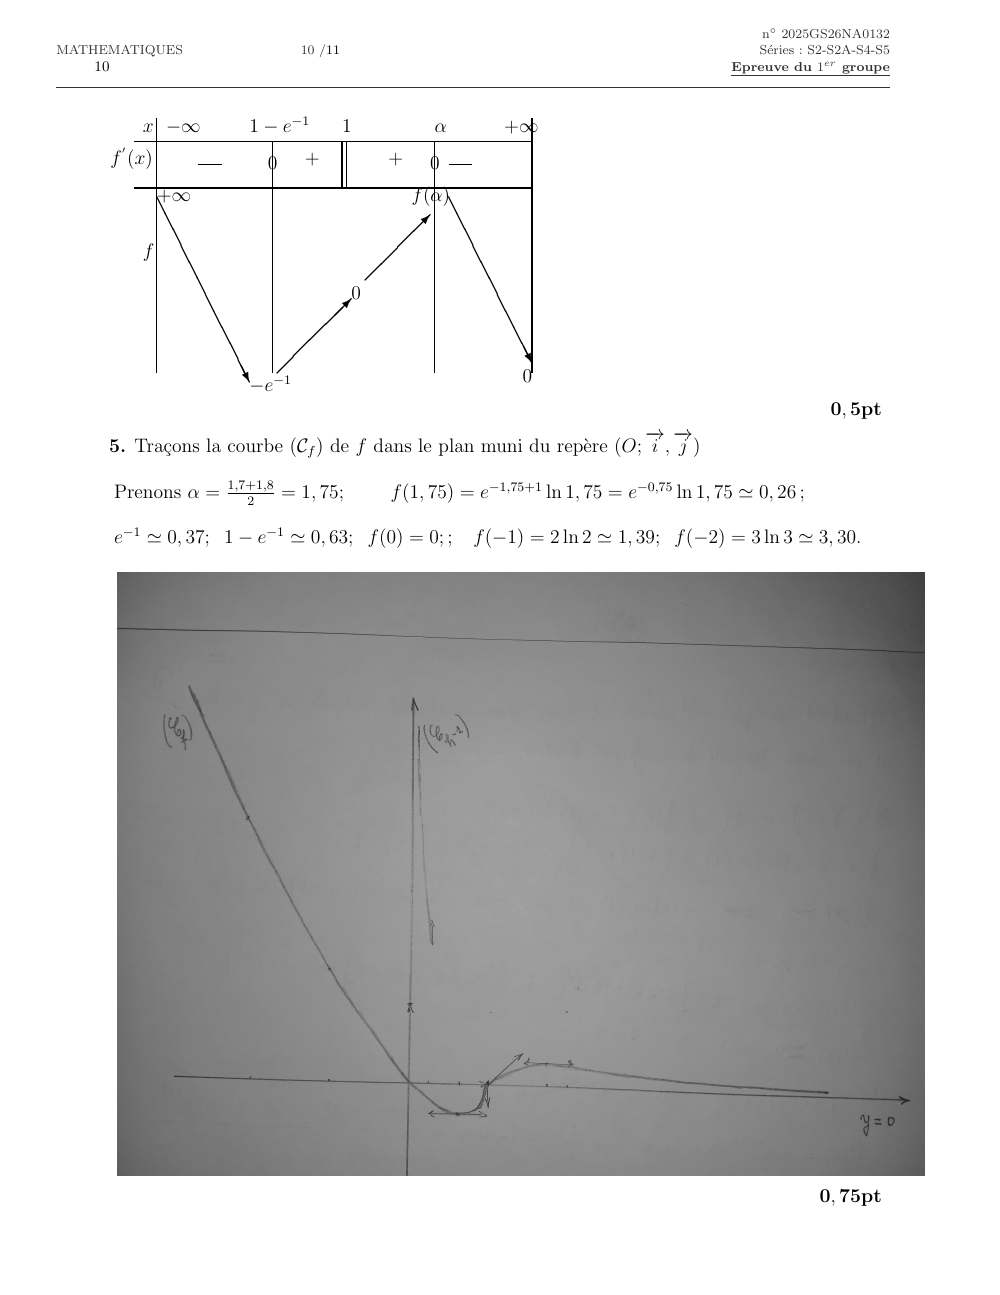 n° 2025GS26NA0132
MATHEMATIQUES 10 /11 Séries : S2-S2A-S4-S5
10 Epreuve du 1er groupe
x −∞ 1 − e⁻¹ 1 α +∞
f′(x) — 0 + + 0 —
+∞ f(α)
f
0
−e⁻¹ 0
0, 5pt
5. Traçons la courbe (𝒞f) de f dans le plan muni du repère (O; i⃗, j⃗)
Prenons α = (1,7+1,8)/2 = 1, 75; f(1, 75) = e^(−1,75+1) ln 1, 75 = e^(−0,75) ln 1, 75 ≃ 0, 26 ;
e⁻¹ ≃ 0, 37; 1 − e⁻¹ ≃ 0, 63; f(0) = 0; ; f(−1) = 2 ln 2 ≃ 1, 39; f(−2) = 3 ln 3 ≃ 3, 30.
(𝒞f) (𝒞h⁻¹)
y = 0
0, 75pt